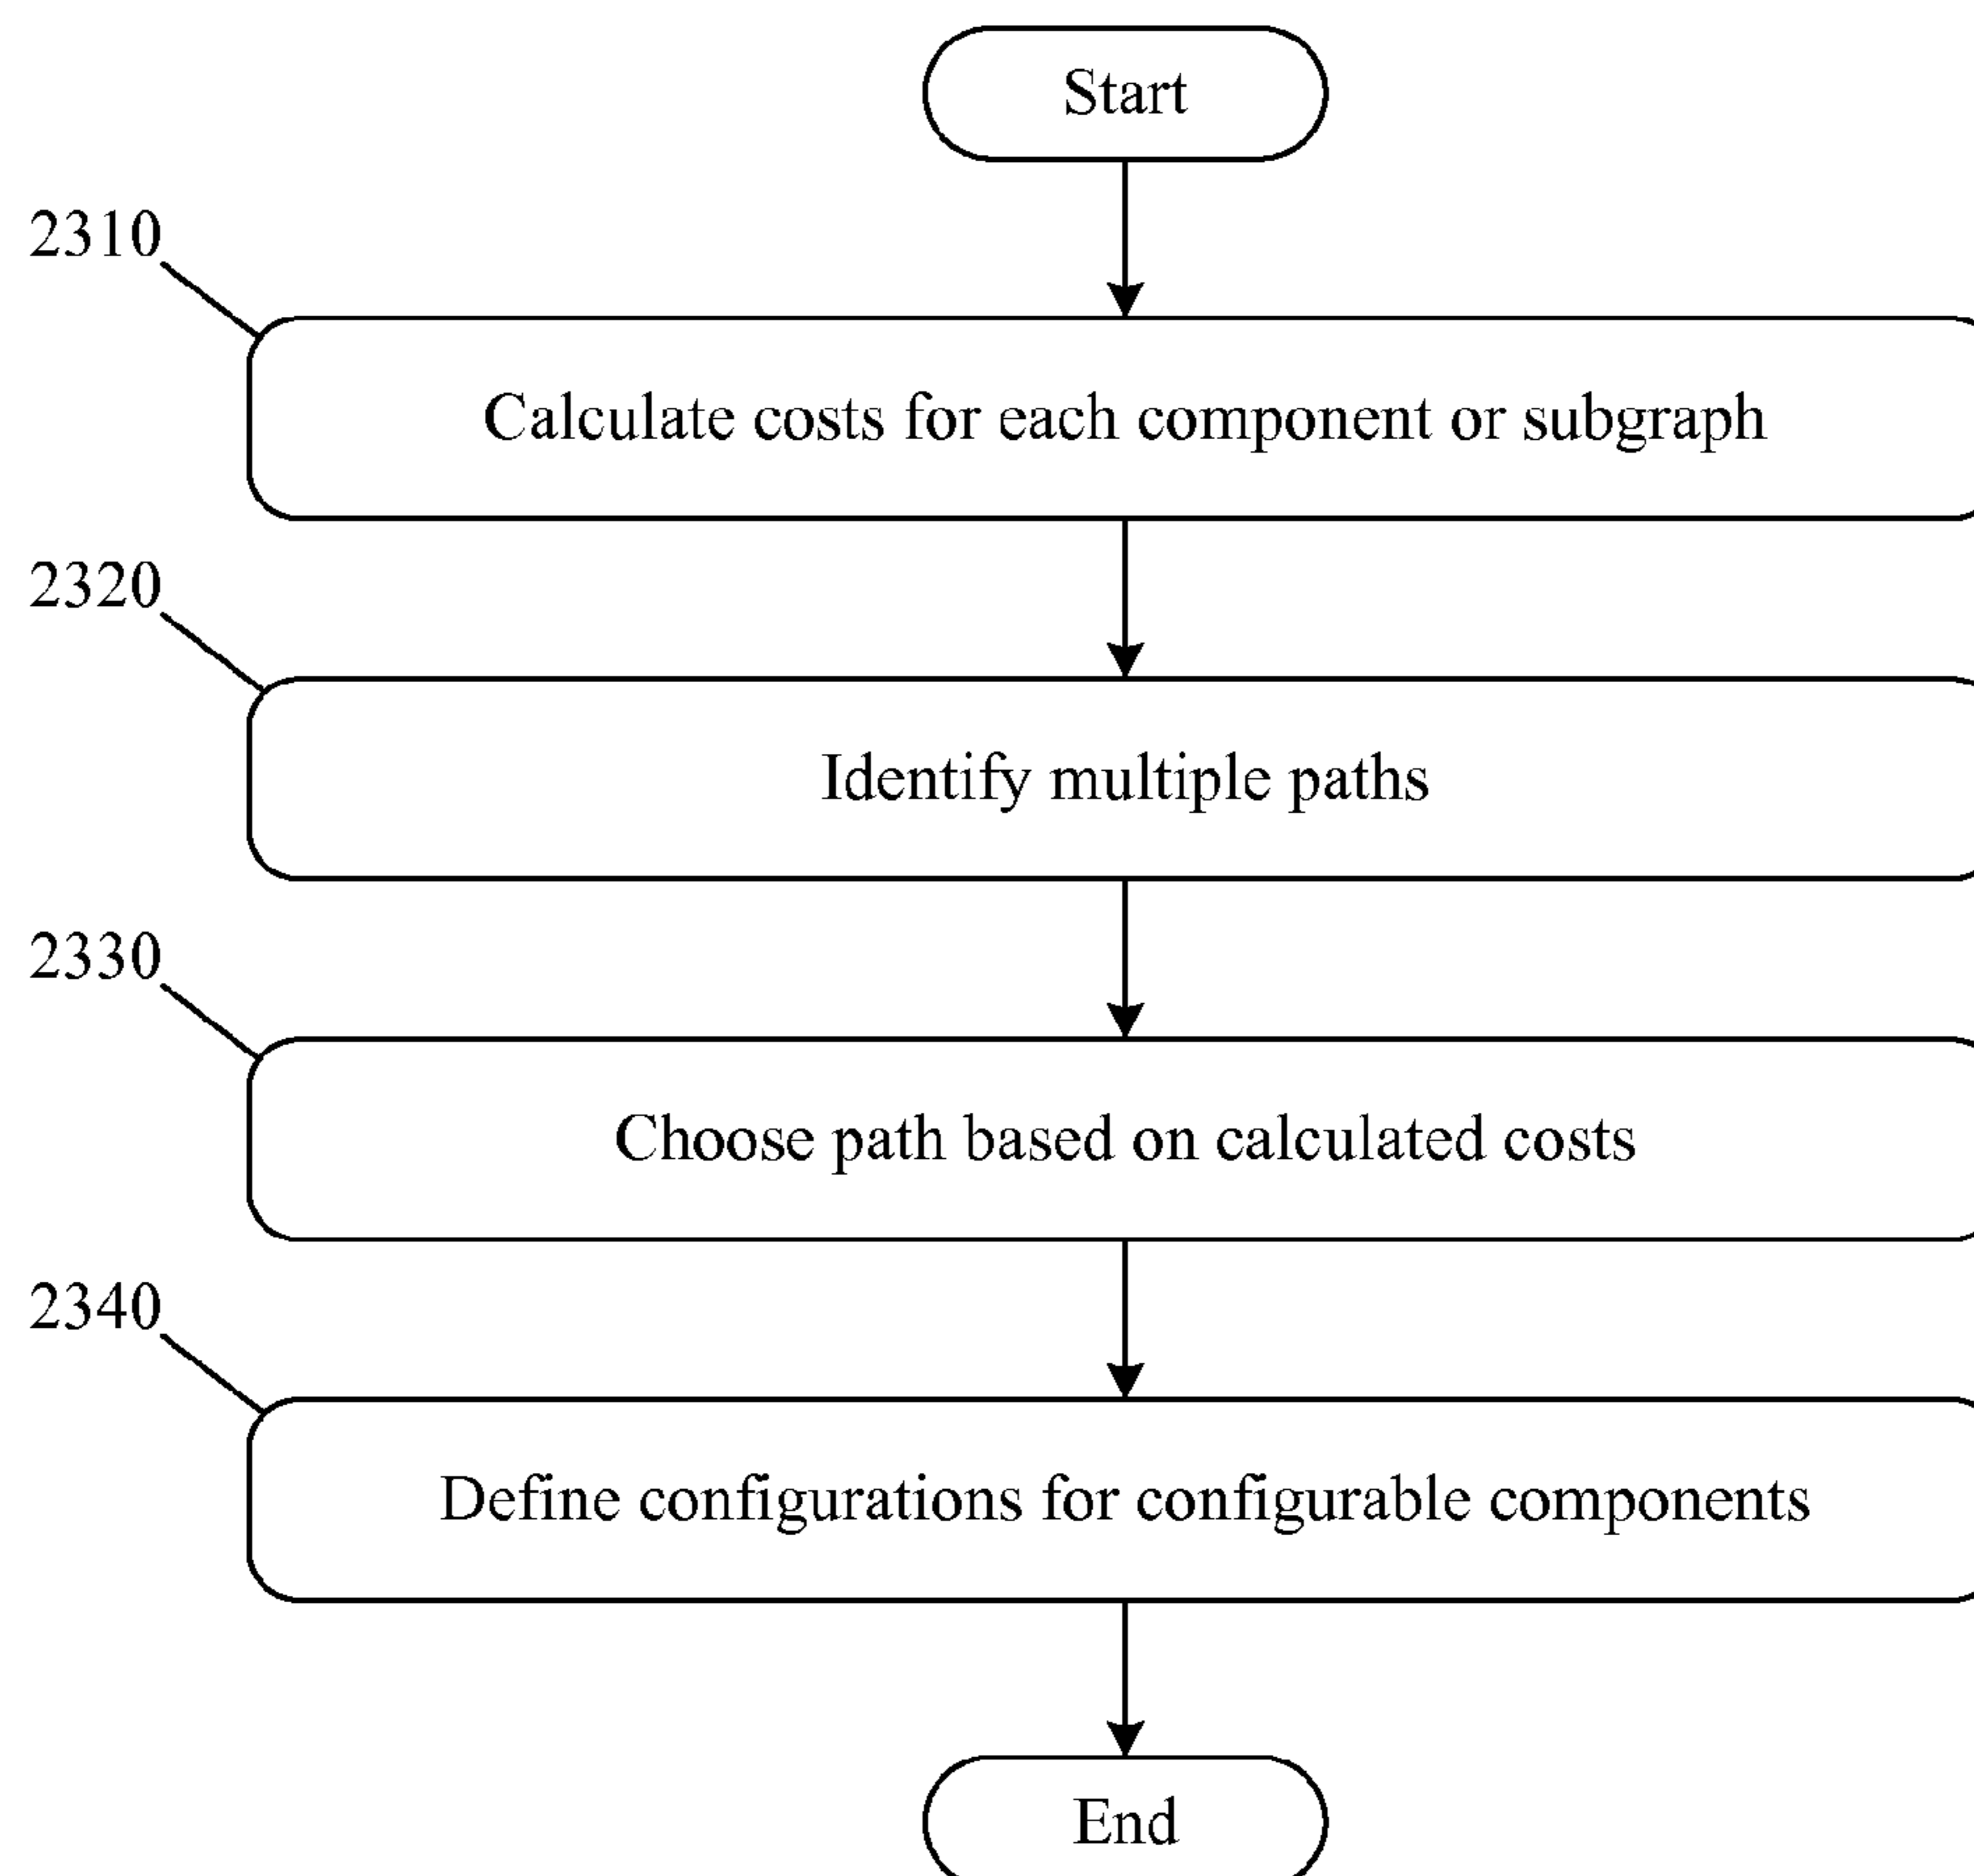 Start
2310
Calculate costs for each component or subgraph
2320
Identify multiple paths
2330
Choose path based on calculated costs
2340
Define configurations for configurable components
End